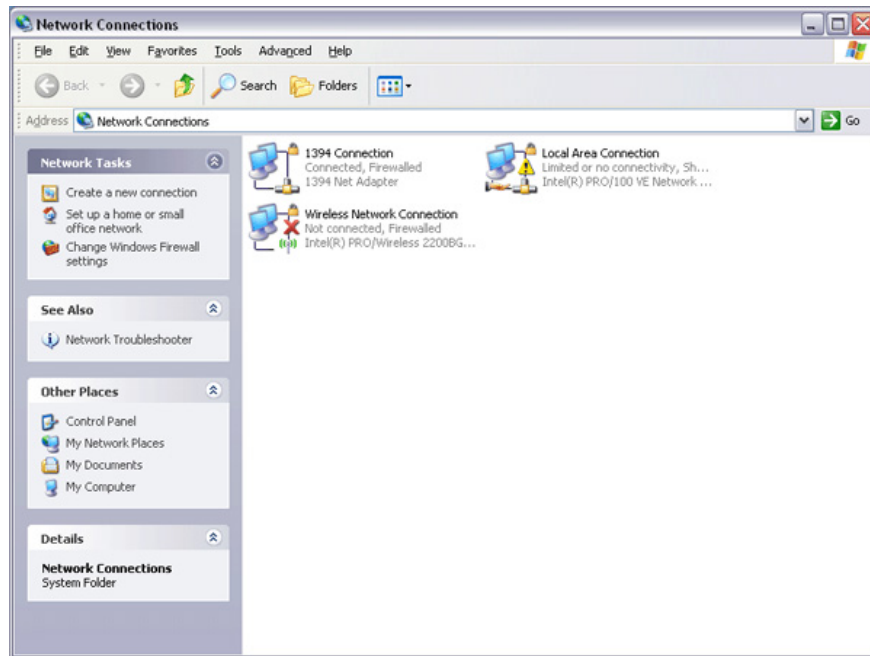 Network Connections
File Edit View Favorites Tools Advanced Help
Back Search Folders
Address Network Connections Go
Network Tasks
Create a new connection
Set up a home or small
office network
Change Windows Firewall
settings
See Also
Network Troubleshooter
Other Places
Control Panel
My Network Places
My Documents
My Computer
Details
Network Connections
System Folder
1394 Connection
Connected, Firewalled
1394 Net Adapter
Local Area Connection
Limited or no connectivity, Sh...
Intel(R) PRO/100 VE Network ...
Wireless Network Connection
Not connected, Firewalled
Intel(R) PRO/Wireless 2200BG...